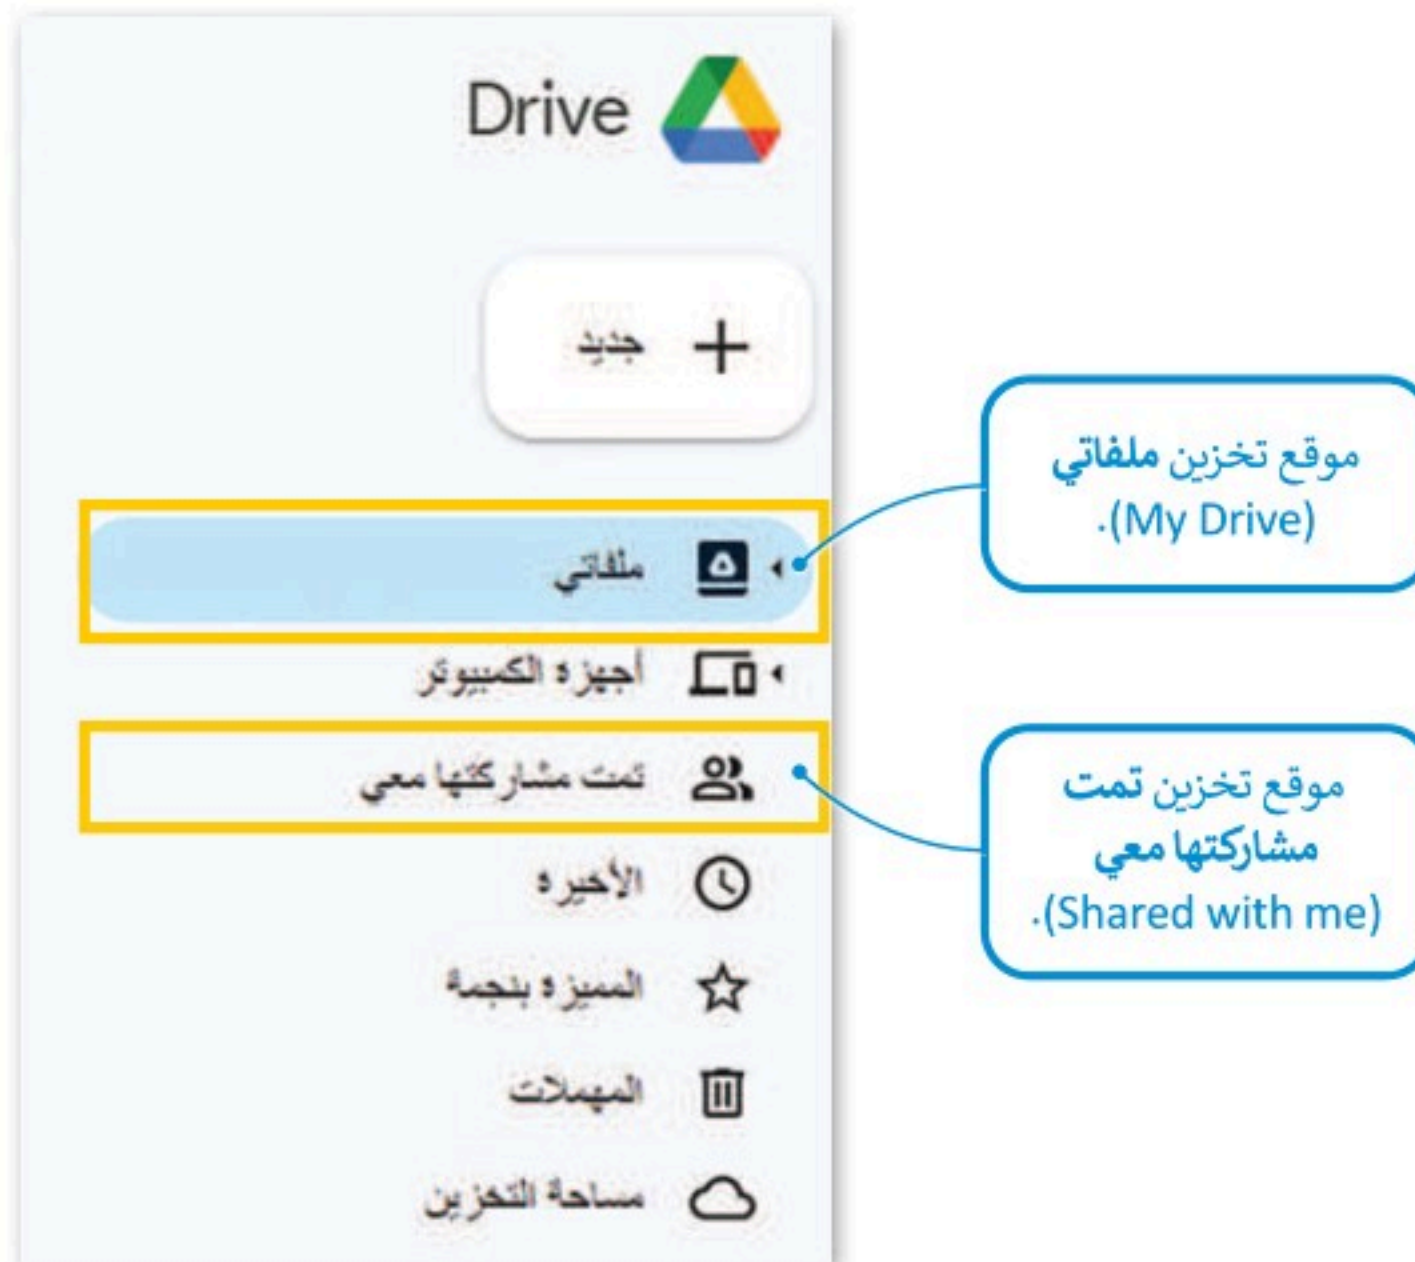 Drive
جديد
ملفاتي
أجهزة الكمبيوتر
تمت مشاركتها معي
الأخيرة
المميزة بنجمة
المهملات
مساحة التخزين
موقع تخزين ملفاتي
(My Drive).
موقع تخزين تمت
مشاركتها معي
(Shared with me).